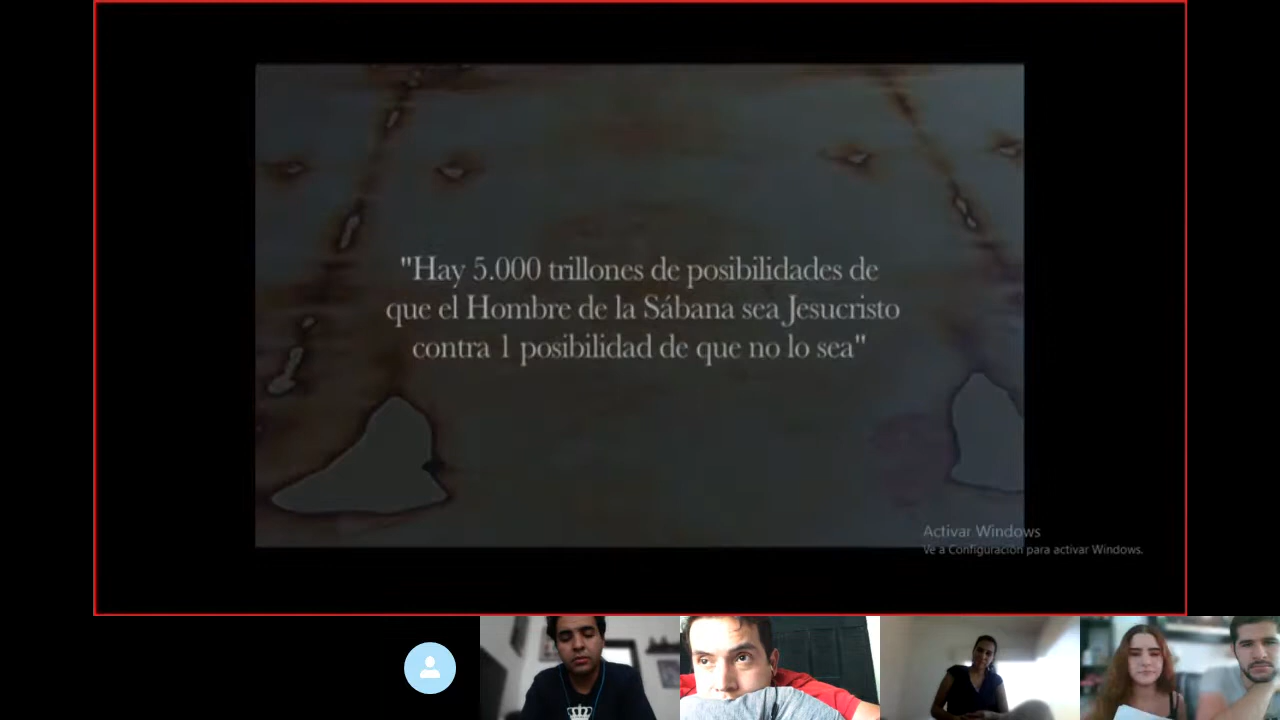 "Hay 5.000 trillones de posibilidades de
que el Hombre de la Sábana sea Jesucristo
contra 1 posibilidad de que no lo sea"
Activar Windows
Ve a Configuración para activar Windows.